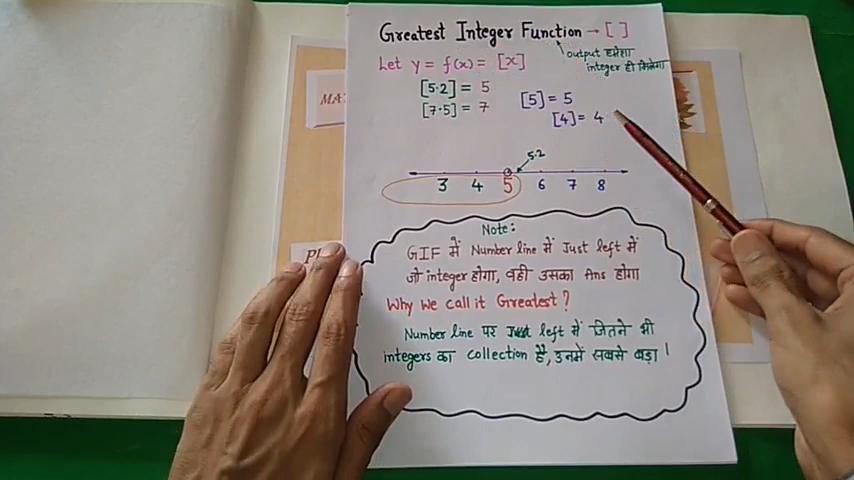 Greatest Integer Function → [ ]
output हमेशा
integer ही मिलेगा
Let y = f(x) = [x]
[5.2] = 5
[7.5] = 7
[5] = 5
[4] = 4
5.2
3 4 5 6 7 8
Note:
GIF में Number line में Just left में
जो integer होगा, वही उसका Ans होगा
Why we call it Greatest?
Number line पर Just left में जितने भी
integers का collection है, उनमें सबसे बड़ा।
MA